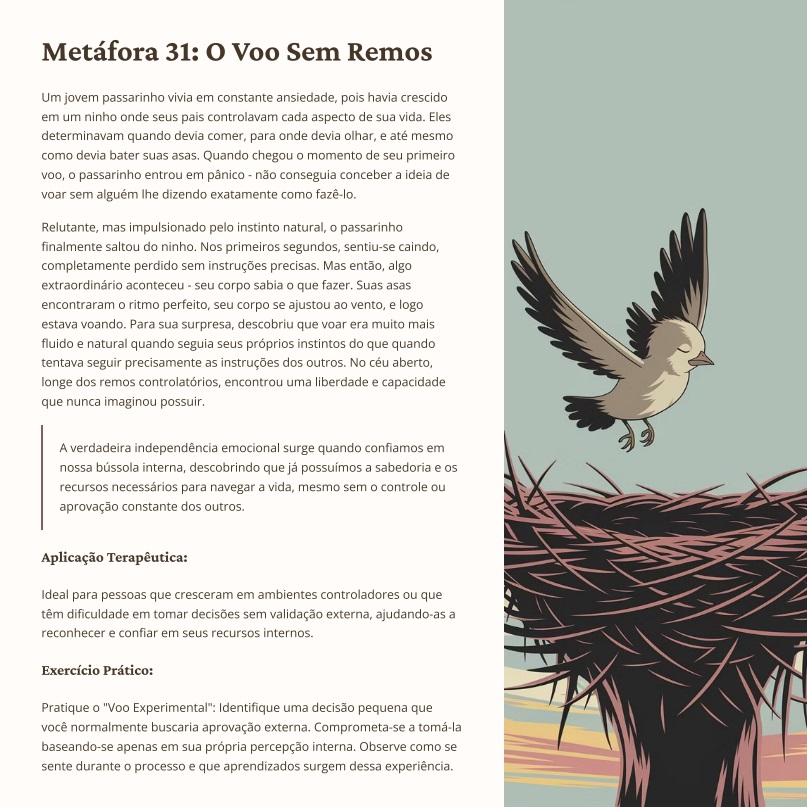 Metáfora 31: O Voo Sem Remos
Um jovem passarinho vivia em constante ansiedade, pois havia crescido
em um ninho onde seus pais controlavam cada aspecto de sua vida. Eles
determinavam quando devia comer, para onde devia olhar, e até mesmo
como devia bater suas asas. Quando chegou o momento de seu primeiro
voo, o passarinho entrou em pânico - não conseguia conceber a ideia de
voar sem alguém lhe dizendo exatamente como fazê-lo.
Relutante, mas impulsionado pelo instinto natural, o passarinho
finalmente saltou do ninho. Nos primeiros segundos, sentiu-se caindo,
completamente perdido sem instruções precisas. Mas então, algo
extraordinário aconteceu - seu corpo sabia o que fazer. Suas asas
encontraram o ritmo perfeito, seu corpo se ajustou ao vento, e logo
estava voando. Para sua surpresa, descobriu que voar era muito mais
fluido e natural quando seguia seus próprios instintos do que quando
tentava seguir precisamente as instruções dos outros. No céu aberto,
longe dos remos controlatórios, encontrou uma liberdade e capacidade
que nunca imaginou possuir.
A verdadeira independência emocional surge quando confiamos em
nossa bússola interna, descobrindo que já possuímos a sabedoria e os
recursos necessários para navegar a vida, mesmo sem o controle ou
aprovação constante dos outros.
Aplicação Terapêutica:
Ideal para pessoas que cresceram em ambientes controladores ou que
têm dificuldade em tomar decisões sem validação externa, ajudando-as a
reconhecer e confiar em seus recursos internos.
Exercício Prático:
Pratique o "Voo Experimental": Identifique uma decisão pequena que
você normalmente buscaria aprovação externa. Comprometa-se a tomá-la
baseando-se apenas em sua própria percepção interna. Observe como se
sente durante o processo e que aprendizados surgem dessa experiência.